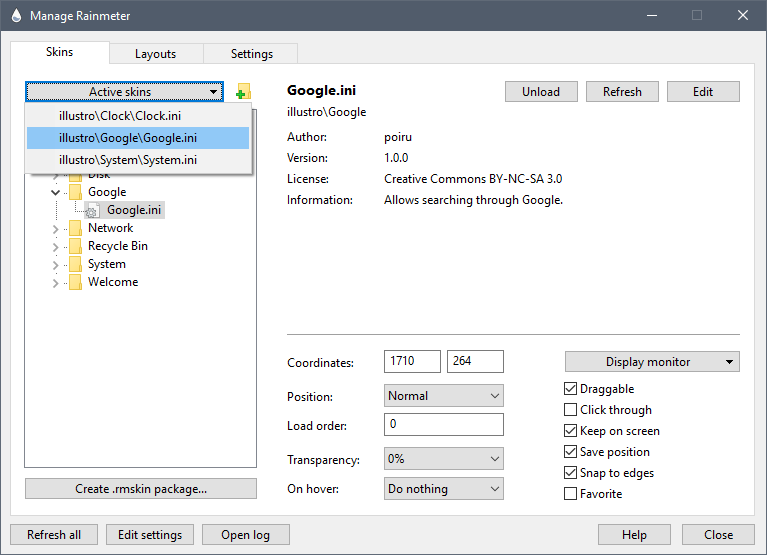 Manage Rainmeter
Skins
Layouts
Settings
Active skins
illustro\Clock\Clock.ini
illustro\Google\Google.ini
illustro\System\System.ini
Disk
Google
Google.ini
Network
Recycle Bin
System
Welcome
Create .rmskin package...
Google.ini
Unload
Refresh
Edit
illustro\Google
Author: poiru
Version: 1.0.0
License: Creative Commons BY-NC-SA 3.0
Information: Allows searching through Google.
Coordinates: 1710 264
Position: Normal
Load order: 0
Transparency: 0%
On hover: Do nothing
Display monitor
Draggable
Click through
Keep on screen
Save position
Snap to edges
Favorite
Refresh all
Edit settings
Open log
Help
Close